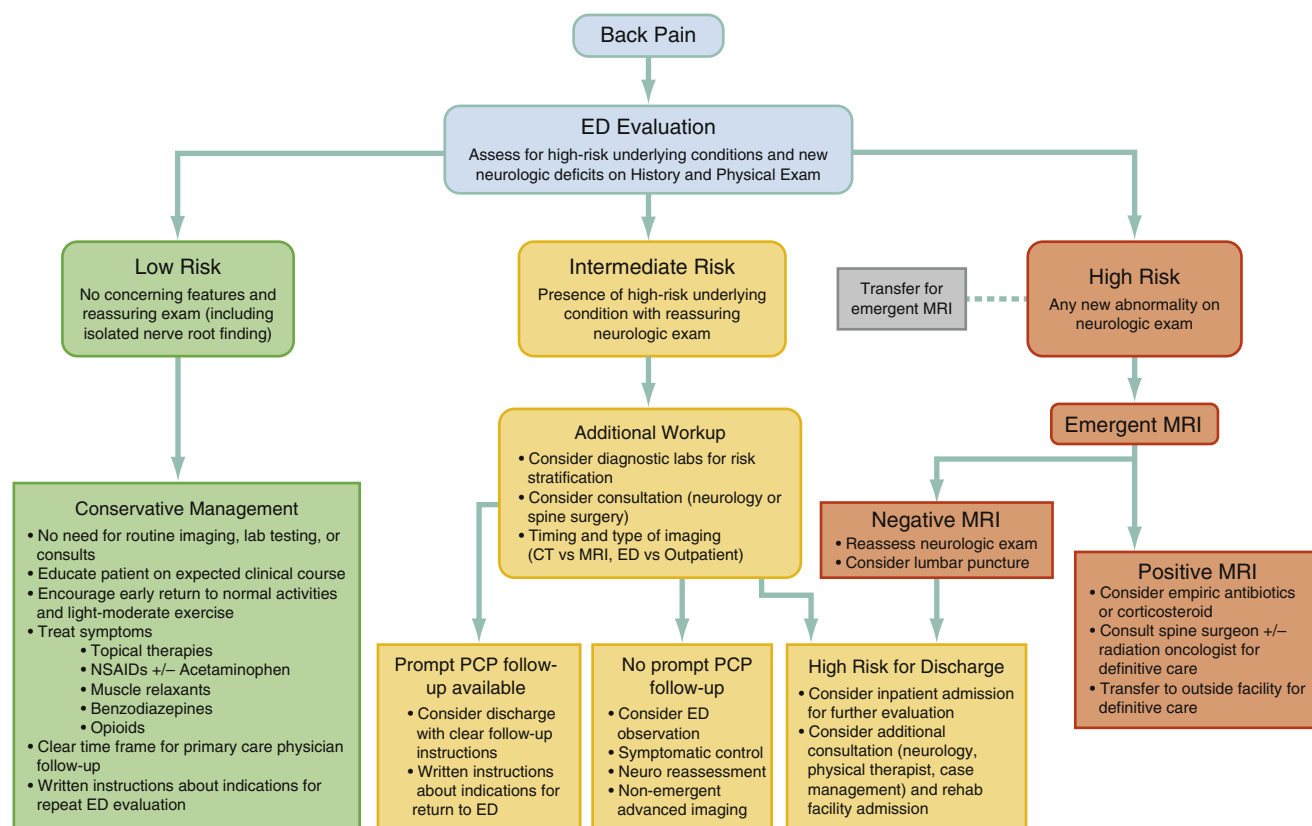 Back Pain
ED Evaluation
Assess for high-risk underlying conditions and new
neurologic deficits on History and Physical Exam
Low Risk
No concerning features and
reassuring exam (including
isolated nerve root finding)
Intermediate Risk
Presence of high-risk underlying
condition with reassuring
neurologic exam
Transfer for
emergent MRI
High Risk
Any new abnormality on
neurologic exam
Conservative Management
• No need for routine imaging, lab testing, or
consults
• Educate patient on expected clinical course
• Encourage early return to normal activities
and light-moderate exercise
• Treat symptoms
• Topical therapies
• NSAIDs +/– Acetaminophen
• Muscle relaxants
• Benzodiazepines
• Opioids
• Clear time frame for primary care physician
follow-up
• Written instructions about indications for
repeat ED evaluation
Additional Workup
• Consider diagnostic labs for risk
stratification
• Consider consultation (neurology or
spine surgery)
• Timing and type of imaging
(CT vs MRI, ED vs Outpatient)
Emergent MRI
Negative MRI
• Reassess neurologic exam
• Consider lumbar puncture
Positive MRI
• Consider empiric antibiotics
or corticosteroid
• Consult spine surgeon +/–
radiation oncologist for
definitive care
• Transfer to outside facility for
definitive care
Prompt PCP follow-
up available
• Consider discharge
with clear follow-up
instructions
• Written instructions
about indications for
return to ED
No prompt PCP
follow-up
• Consider ED
observation
• Symptomatic control
• Neuro reassessment
• Non-emergent
advanced imaging
High Risk for Discharge
• Consider inpatient admission
for further evaluation
• Consider additional
consultation (neurology,
physical therapist, case
management) and rehab
facility admission